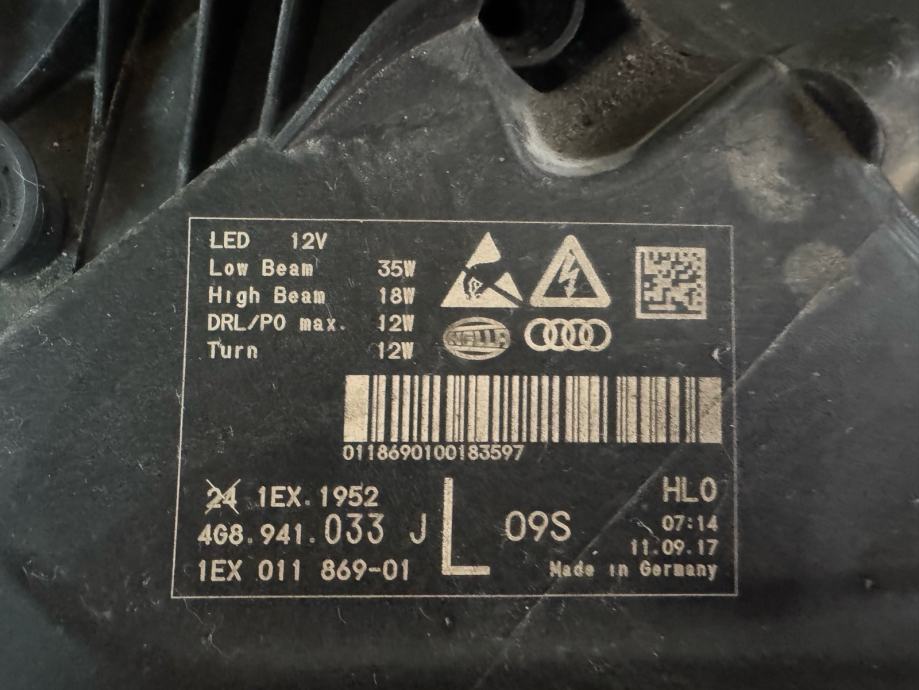 LED 12V
Low Beam 35W
High Beam 18W
DRL/PO max. 12W
Turn 12W
HELLA
0118690100183597
24 1EX.1952
4G8.941.033 J L 09S
1EX 011 869-01
HLO
07:14
11.09.17
Made in Germany